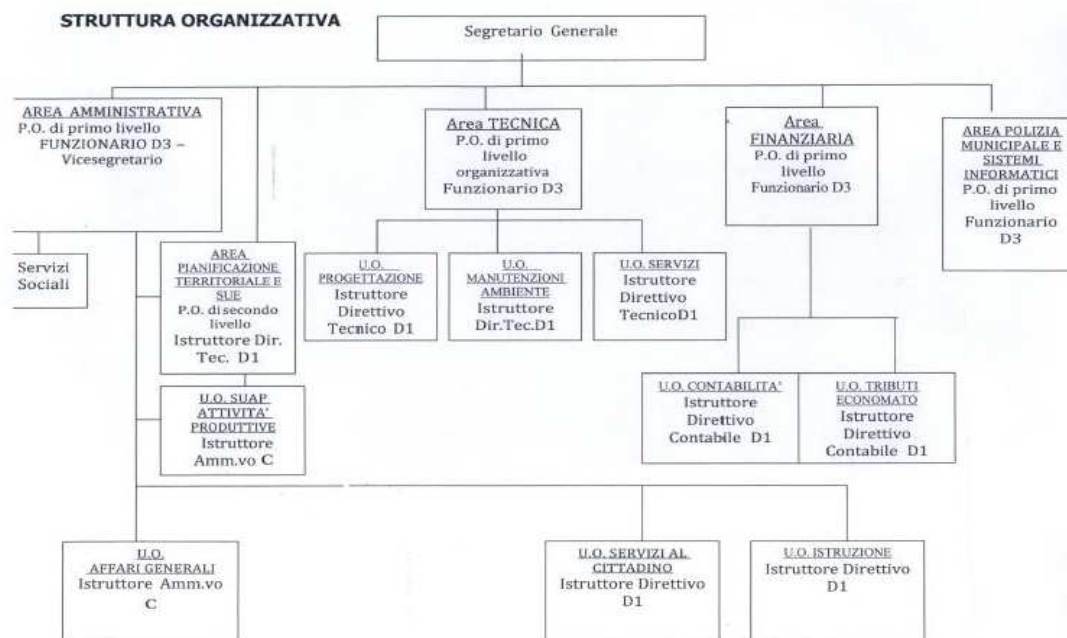 STRUTTURA ORGANIZZATIVA
Segretario Generale
AREA AMMINISTRATIVA
P.O. di primo livello
FUNZIONARIO D3 –
Vicesegretario
Area TECNICA
P.O. di primo
livello
organizzativa
Funzionario D3
Area
FINANZIARIA
P.O. di primo
livello
Funzionario D3
AREA POLIZIA
MUNICIPALE E
SISTEMI
INFORMATICI
P.O. di primo
livello
Funzionario
D3
Servizi
Sociali
AREA
PIANIFICAZIONE
TERRITORIALE E
SUE
P.O. di secondo
livello
Istruttore Dir.
Tec. D1
U.O.
PROGETTAZIONE
Istruttore
Direttivo
Tecnico D1
U.O.
MANUTENZIONI
AMBIENTE
Istruttore
Dir.Tec.D1
U.O. SERVIZI
Istruttore
Direttivo
TecnicoD1
U.O. SUAP
ATTIVITA'
PRODUTTIVE
Istruttore
Amm.vo C
U.O. CONTABILITA'
Istruttore
Direttivo
Contabile D1
U.O. TRIBUTI
ECONOMATO
Istruttore
Direttivo
Contabile D1
U.O.
AFFARI GENERALI
Istruttore Amm.vo
C
U.O. SERVIZI AL
CITTADINO
Istruttore Direttivo
D1
U.O. ISTRUZIONE
Istruttore Direttivo
D1